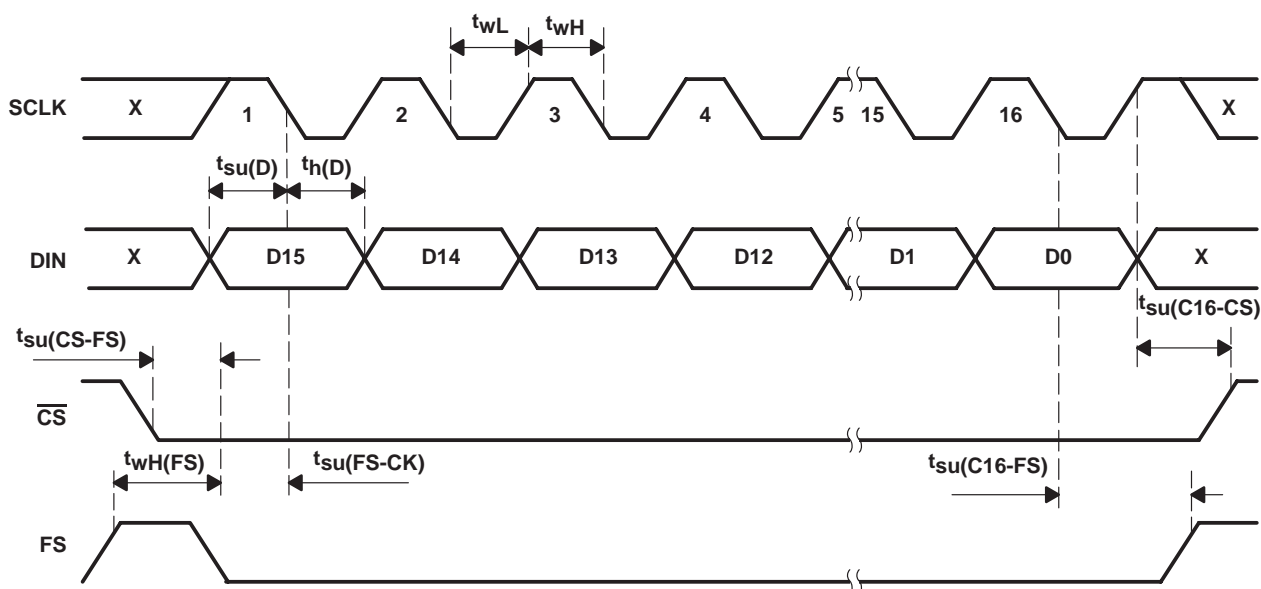 twL twH
SCLK X 1 2 3 4 5 15 16 X
tsu(D) th(D)
DIN X D15 D14 D13 D12 D1 D0 X
tsu(C16-CS)
tsu(CS-FS)
CS
twH(FS) tsu(FS-CK) tsu(C16-FS)
FS